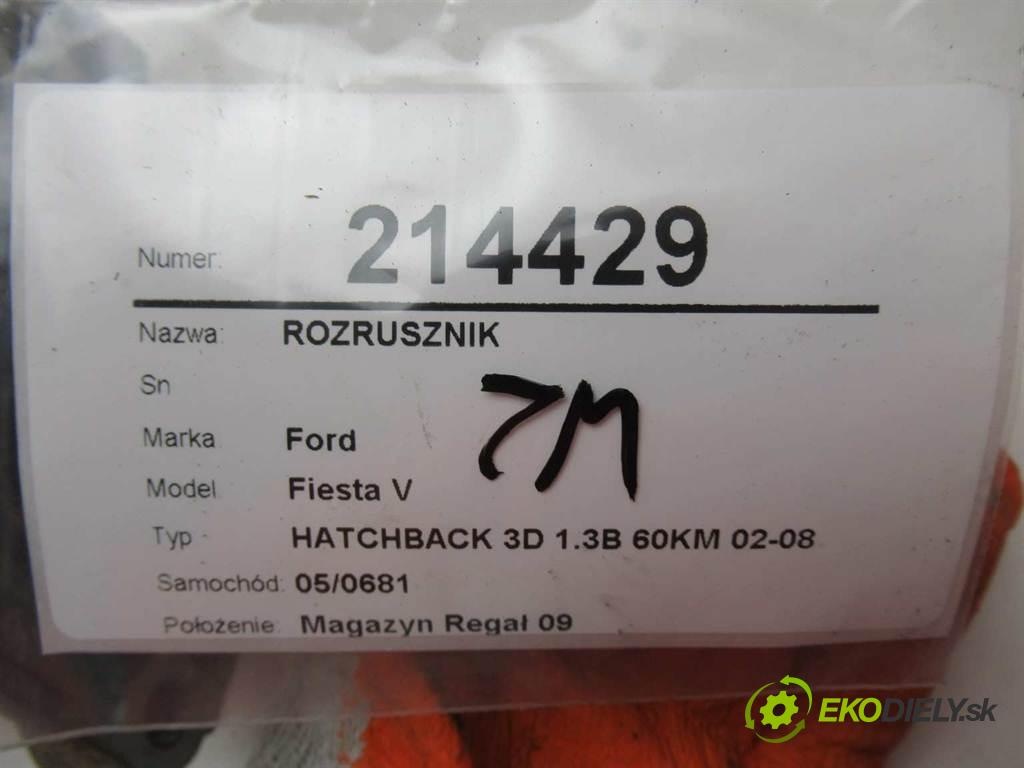 Numer: 214429
Nazwa: ROZRUSZNIK
Sn
Marka Ford
Model Fiesta V
Typ HATCHBACK 3D 1.3B 60KM 02-08
Samochód: 05/0681
Położenie: Magazyn Regał 09
EKODIELY.sk